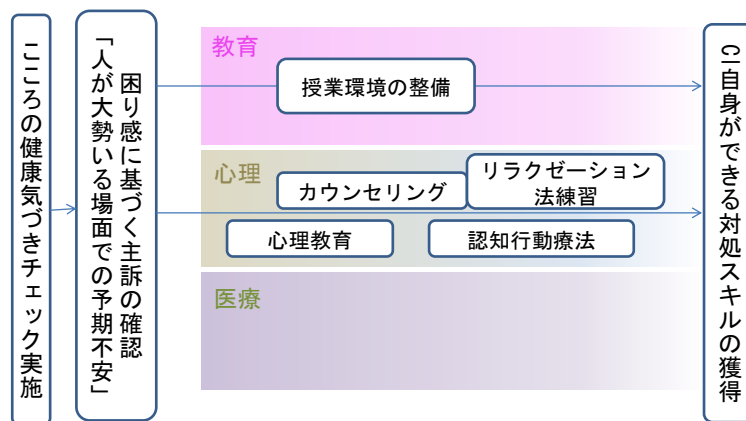 こころの健康気づきチェック実施
困り感に基づく主訴の確認
「人が大勢いる場面での予期不安」
教育
授業環境の整備
心理
カウンセリング
リラクゼーション
法練習
心理教育
認知行動療法
医療
Cl自身ができる対処スキルの獲得